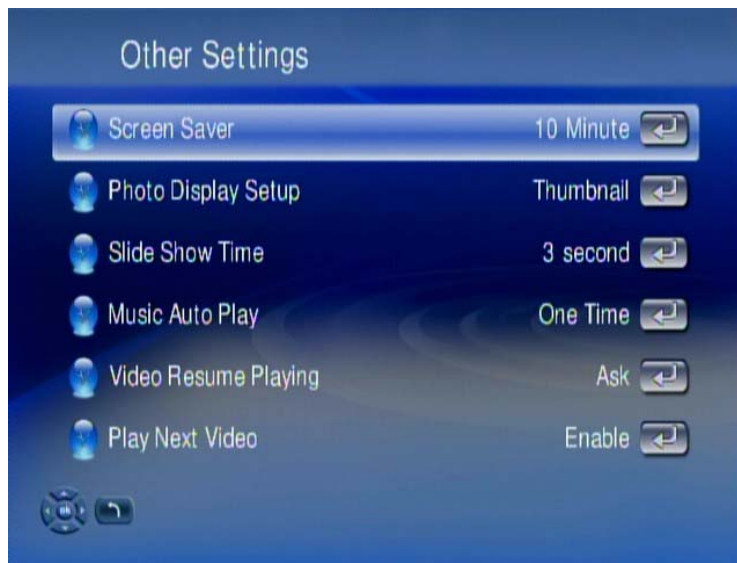 Other Settings
Screen Saver 10 Minute
Photo Display Setup Thumbnail
Slide Show Time 3 second
Music Auto Play One Time
Video Resume Playing Ask
Play Next Video Enable
ok